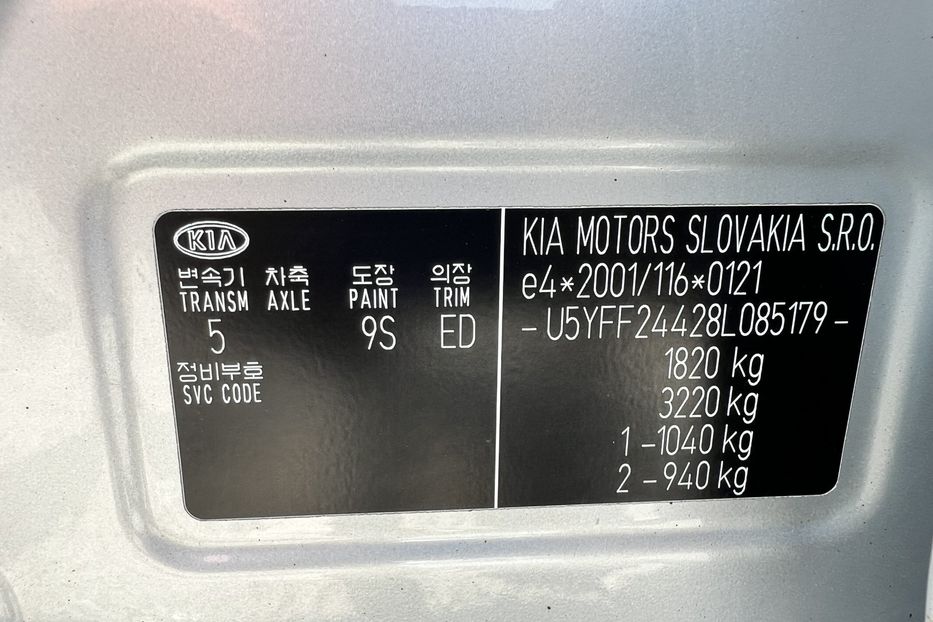 KIA
변속기 차축 도장 의장
TRANSM AXLE PAINT TRIM
5 9S ED
정비부호
SVC CODE
KIA MOTORS SLOVAKIA S.R.O.
e4*2001/116*0121
-U5YFF24428L085179-
1820 kg
3220 kg
1 -1040 kg
2 -940 kg